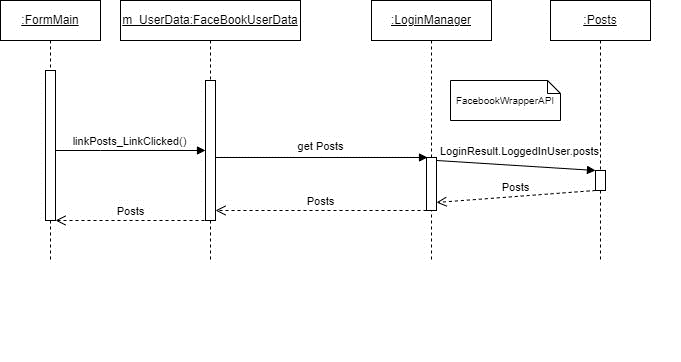 :FormMain
m_UserData:FaceBookUserData
:LoginManager
:Posts
FacebookWrapperAPI
linkPosts_LinkClicked()
get Posts
LoginResult.LoggedInUser.posts
Posts
Posts
Posts